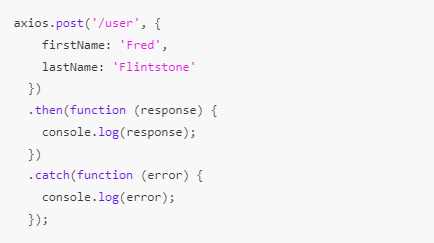 axios.post('/user', {
    firstName: 'Fred',
    lastName: 'Flintstone'
  })
  .then(function (response) {
    console.log(response);
  })
  .catch(function (error) {
    console.log(error);
  });